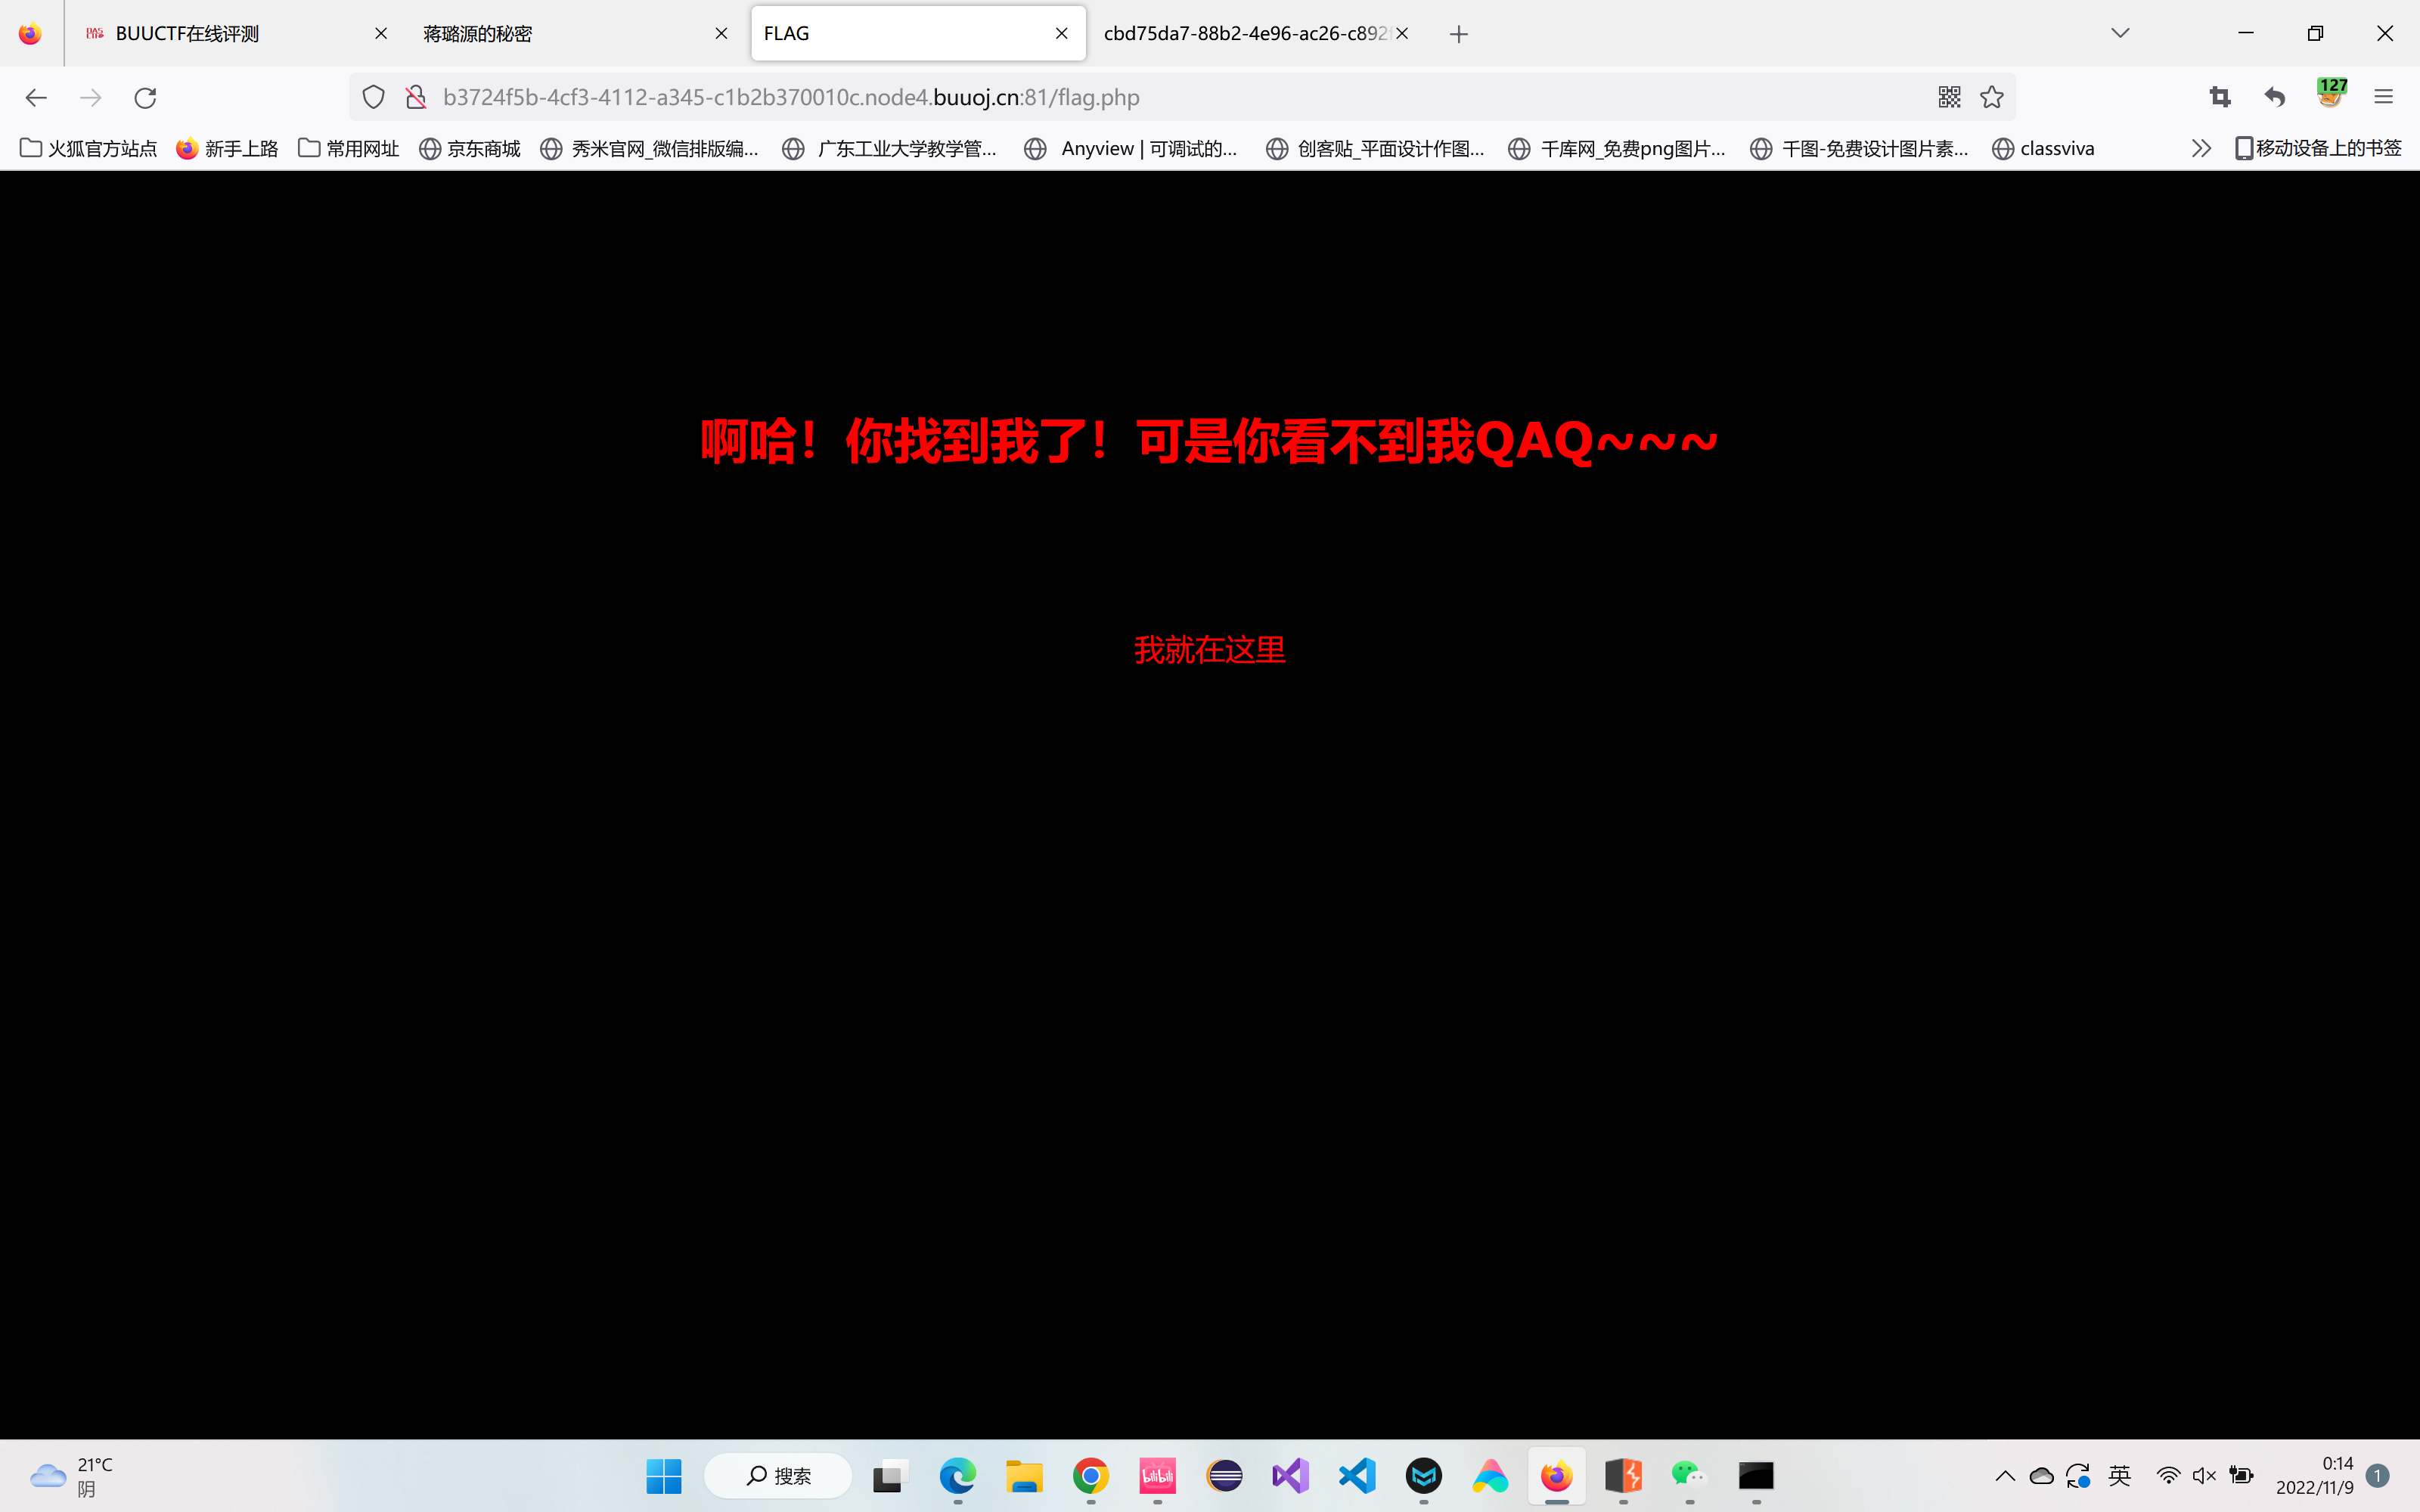 BUUCTF在线评测
蒋璐源的秘密
FLAG
cbd75da7-88b2-4e96-ac26-c892
b3724f5b-4cf3-4112-a345-c1b2b370010c.node4.buuoj.cn:81/flag.php
127
火狐官方站点 新手上路 常用网址 京东商城 秀米官网_微信排版编... 广东工业大学教学管... Anyview | 可调试的... 创客贴_平面设计作图... 千库网_免费png图片... 千图-免费设计图片素... classviva 移动设备上的书签
啊哈！你找到我了！可是你看不到我QAQ~~~
我就在这里
21°C
阴
搜索
bilibili
英
0:14
2022/11/9
1